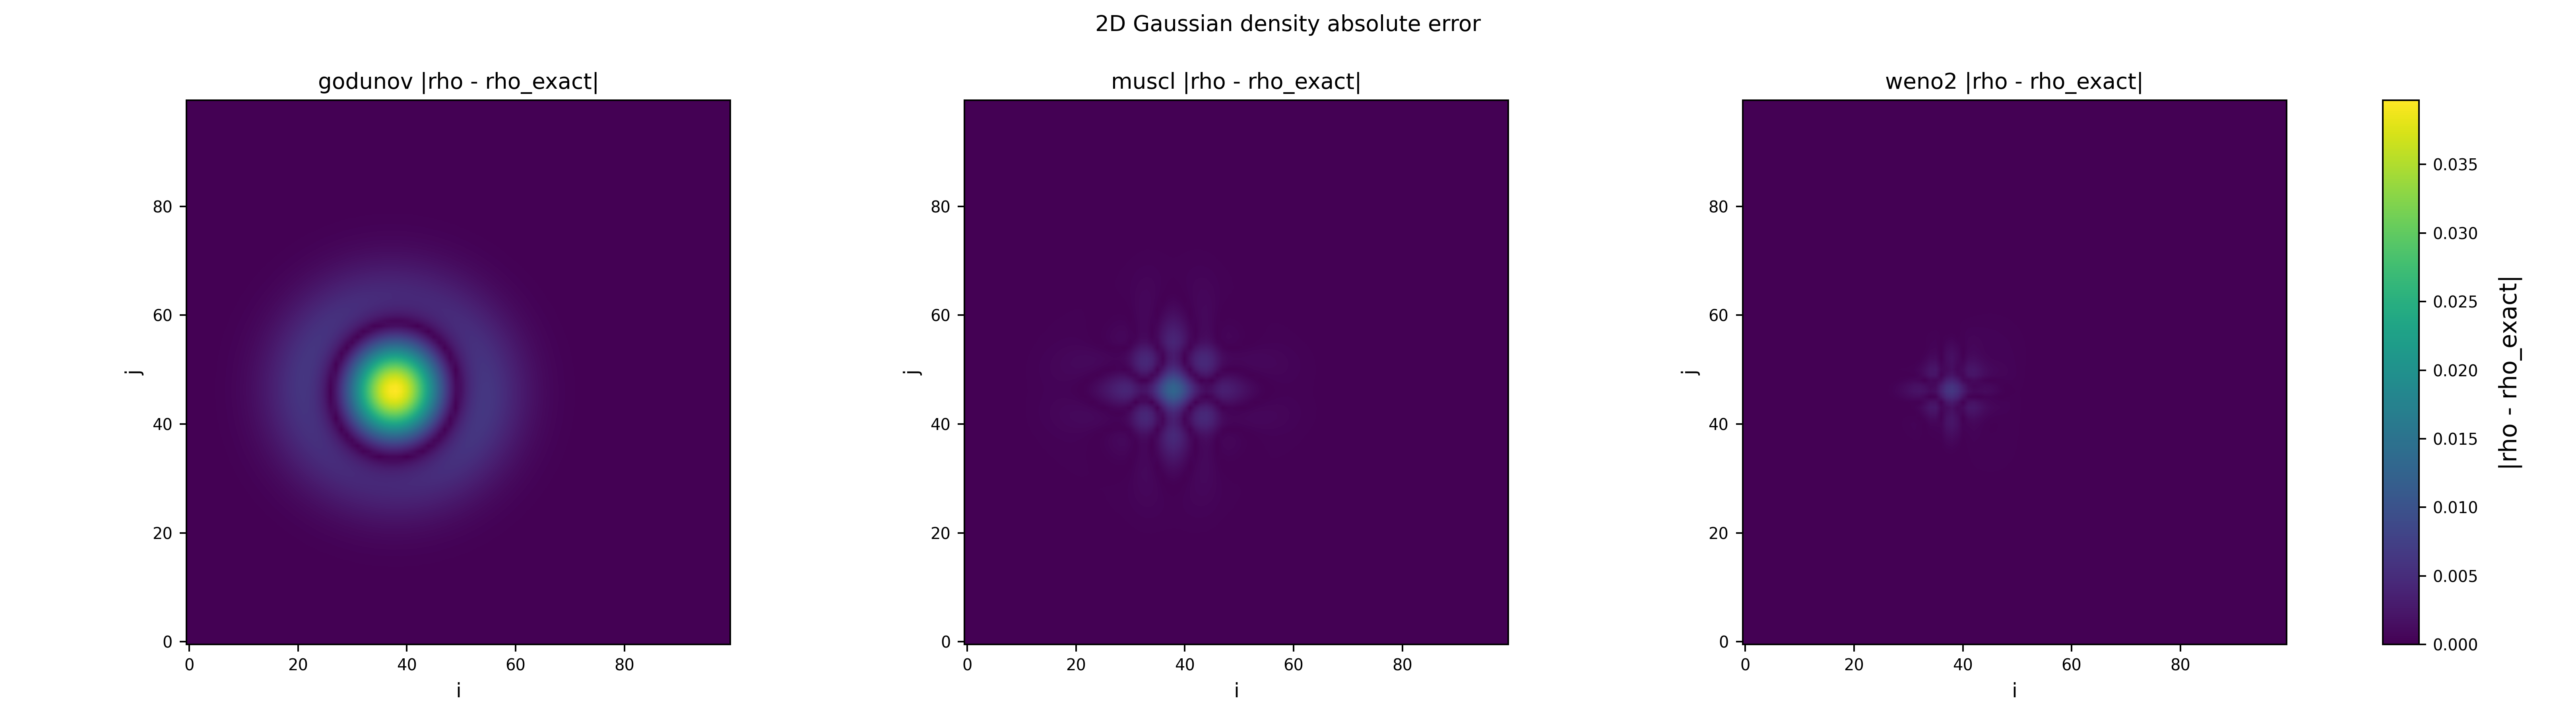 2D Gaussian density absolute error
godunov |rho - rho_exact|
muscl |rho - rho_exact|
weno2 |rho - rho_exact|
j
80
60
40
20
0
0 20 40 60 80
i
j
80
60
40
20
0
0 20 40 60 80
i
j
80
60
40
20
0
0 20 40 60 80
i
0.035
0.030
0.025
0.020
0.015
0.010
0.005
0.000
|rho - rho_exact|